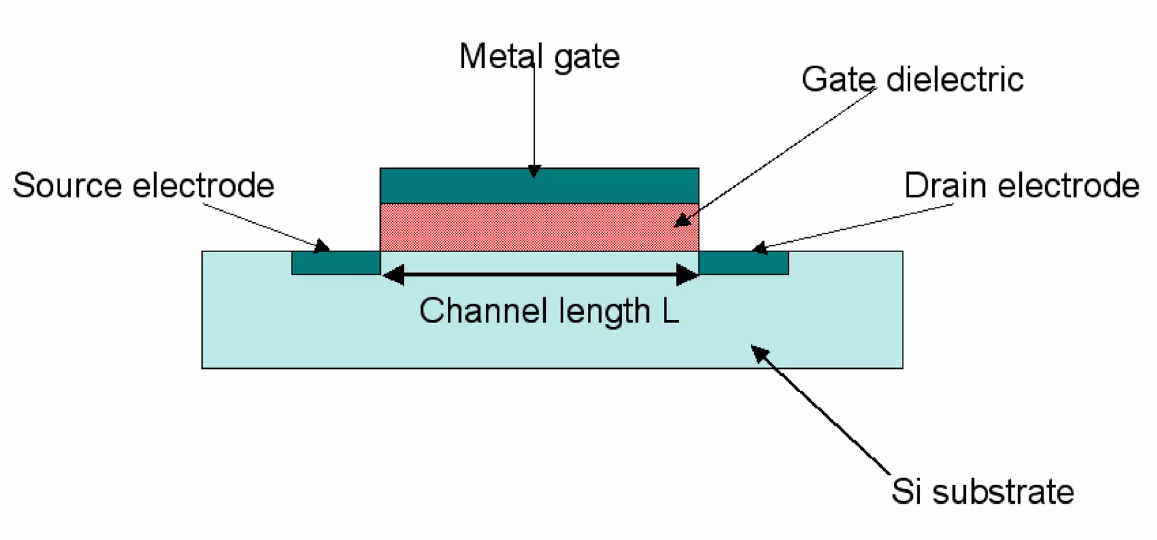 Metal gate
Gate dielectric
Source electrode
Drain electrode
Channel length L
Si substrate